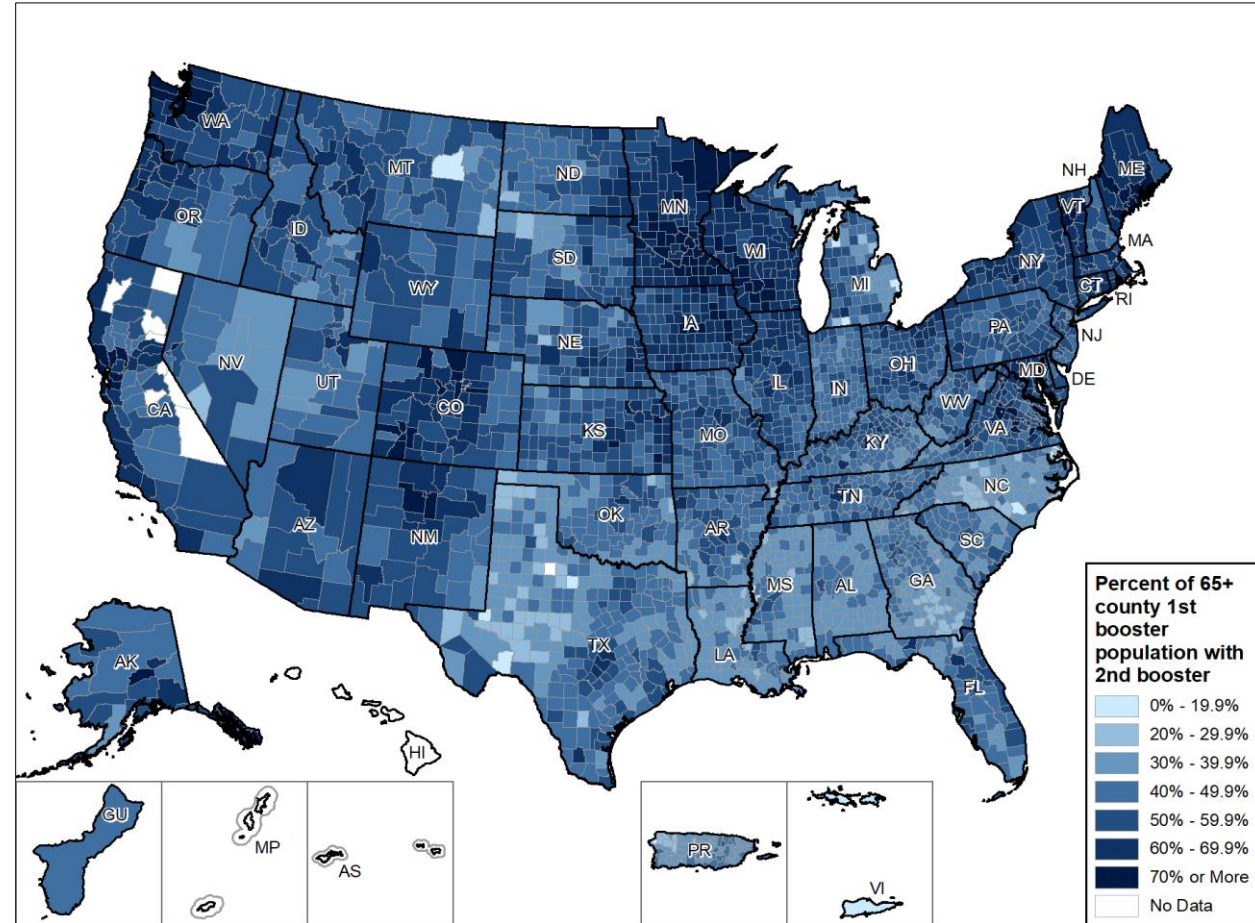 WA
MT
ND
MN
ME
NH
VT
OR
ID
SD
WI
NY
MA
WY
MI
CT
RI
IA
PA
NE
NJ
NV
UT
IL
IN
OH
MD
DE
CO
WV
CA
KS
MO
VA
KY
NC
TN
OK
AZ
NM
AR
SC
MS
AL
GA
TX
LA
FL
AK
HI
GU
MP
AS
PR
VI
Percent of 65+
county 1st
booster
population with
2nd booster
0% - 19.9%
20% - 29.9%
30% - 39.9%
40% - 49.9%
50% - 59.9%
60% - 69.9%
70% or More
No Data